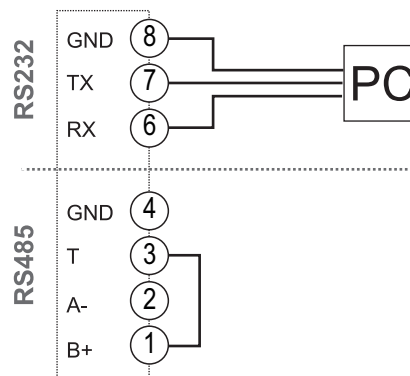 RS232
GND 8
TX 7
RX 6
PC
RS485
GND 4
T 3
A- 2
B+ 1